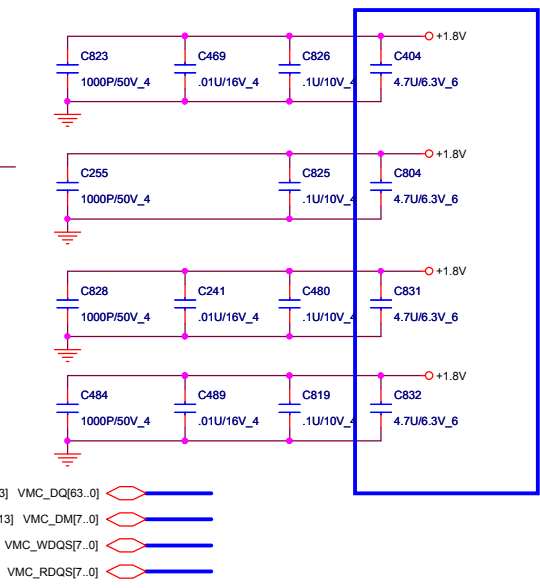 +1.8V
C823 C469 C826 C404
1000P/50V_4 .01U/16V_4 .1U/10V_4 4.7U/6.3V_6
+1.8V
C255 C825 C804
1000P/50V_4 .1U/10V_4 4.7U/6.3V_6
+1.8V
C828 C241 C480 C831
1000P/50V_4 .01U/16V_4 .1U/10V_4 4.7U/6.3V_6
+1.8V
C484 C489 C819 C832
1000P/50V_4 .01U/16V_4 .1U/10V_4 4.7U/6.3V_6
3] VMC_DQ[63..0]
13] VMC_DM[7..0]
VMC_WDQS[7..0]
VMC_RDQS[7..0]